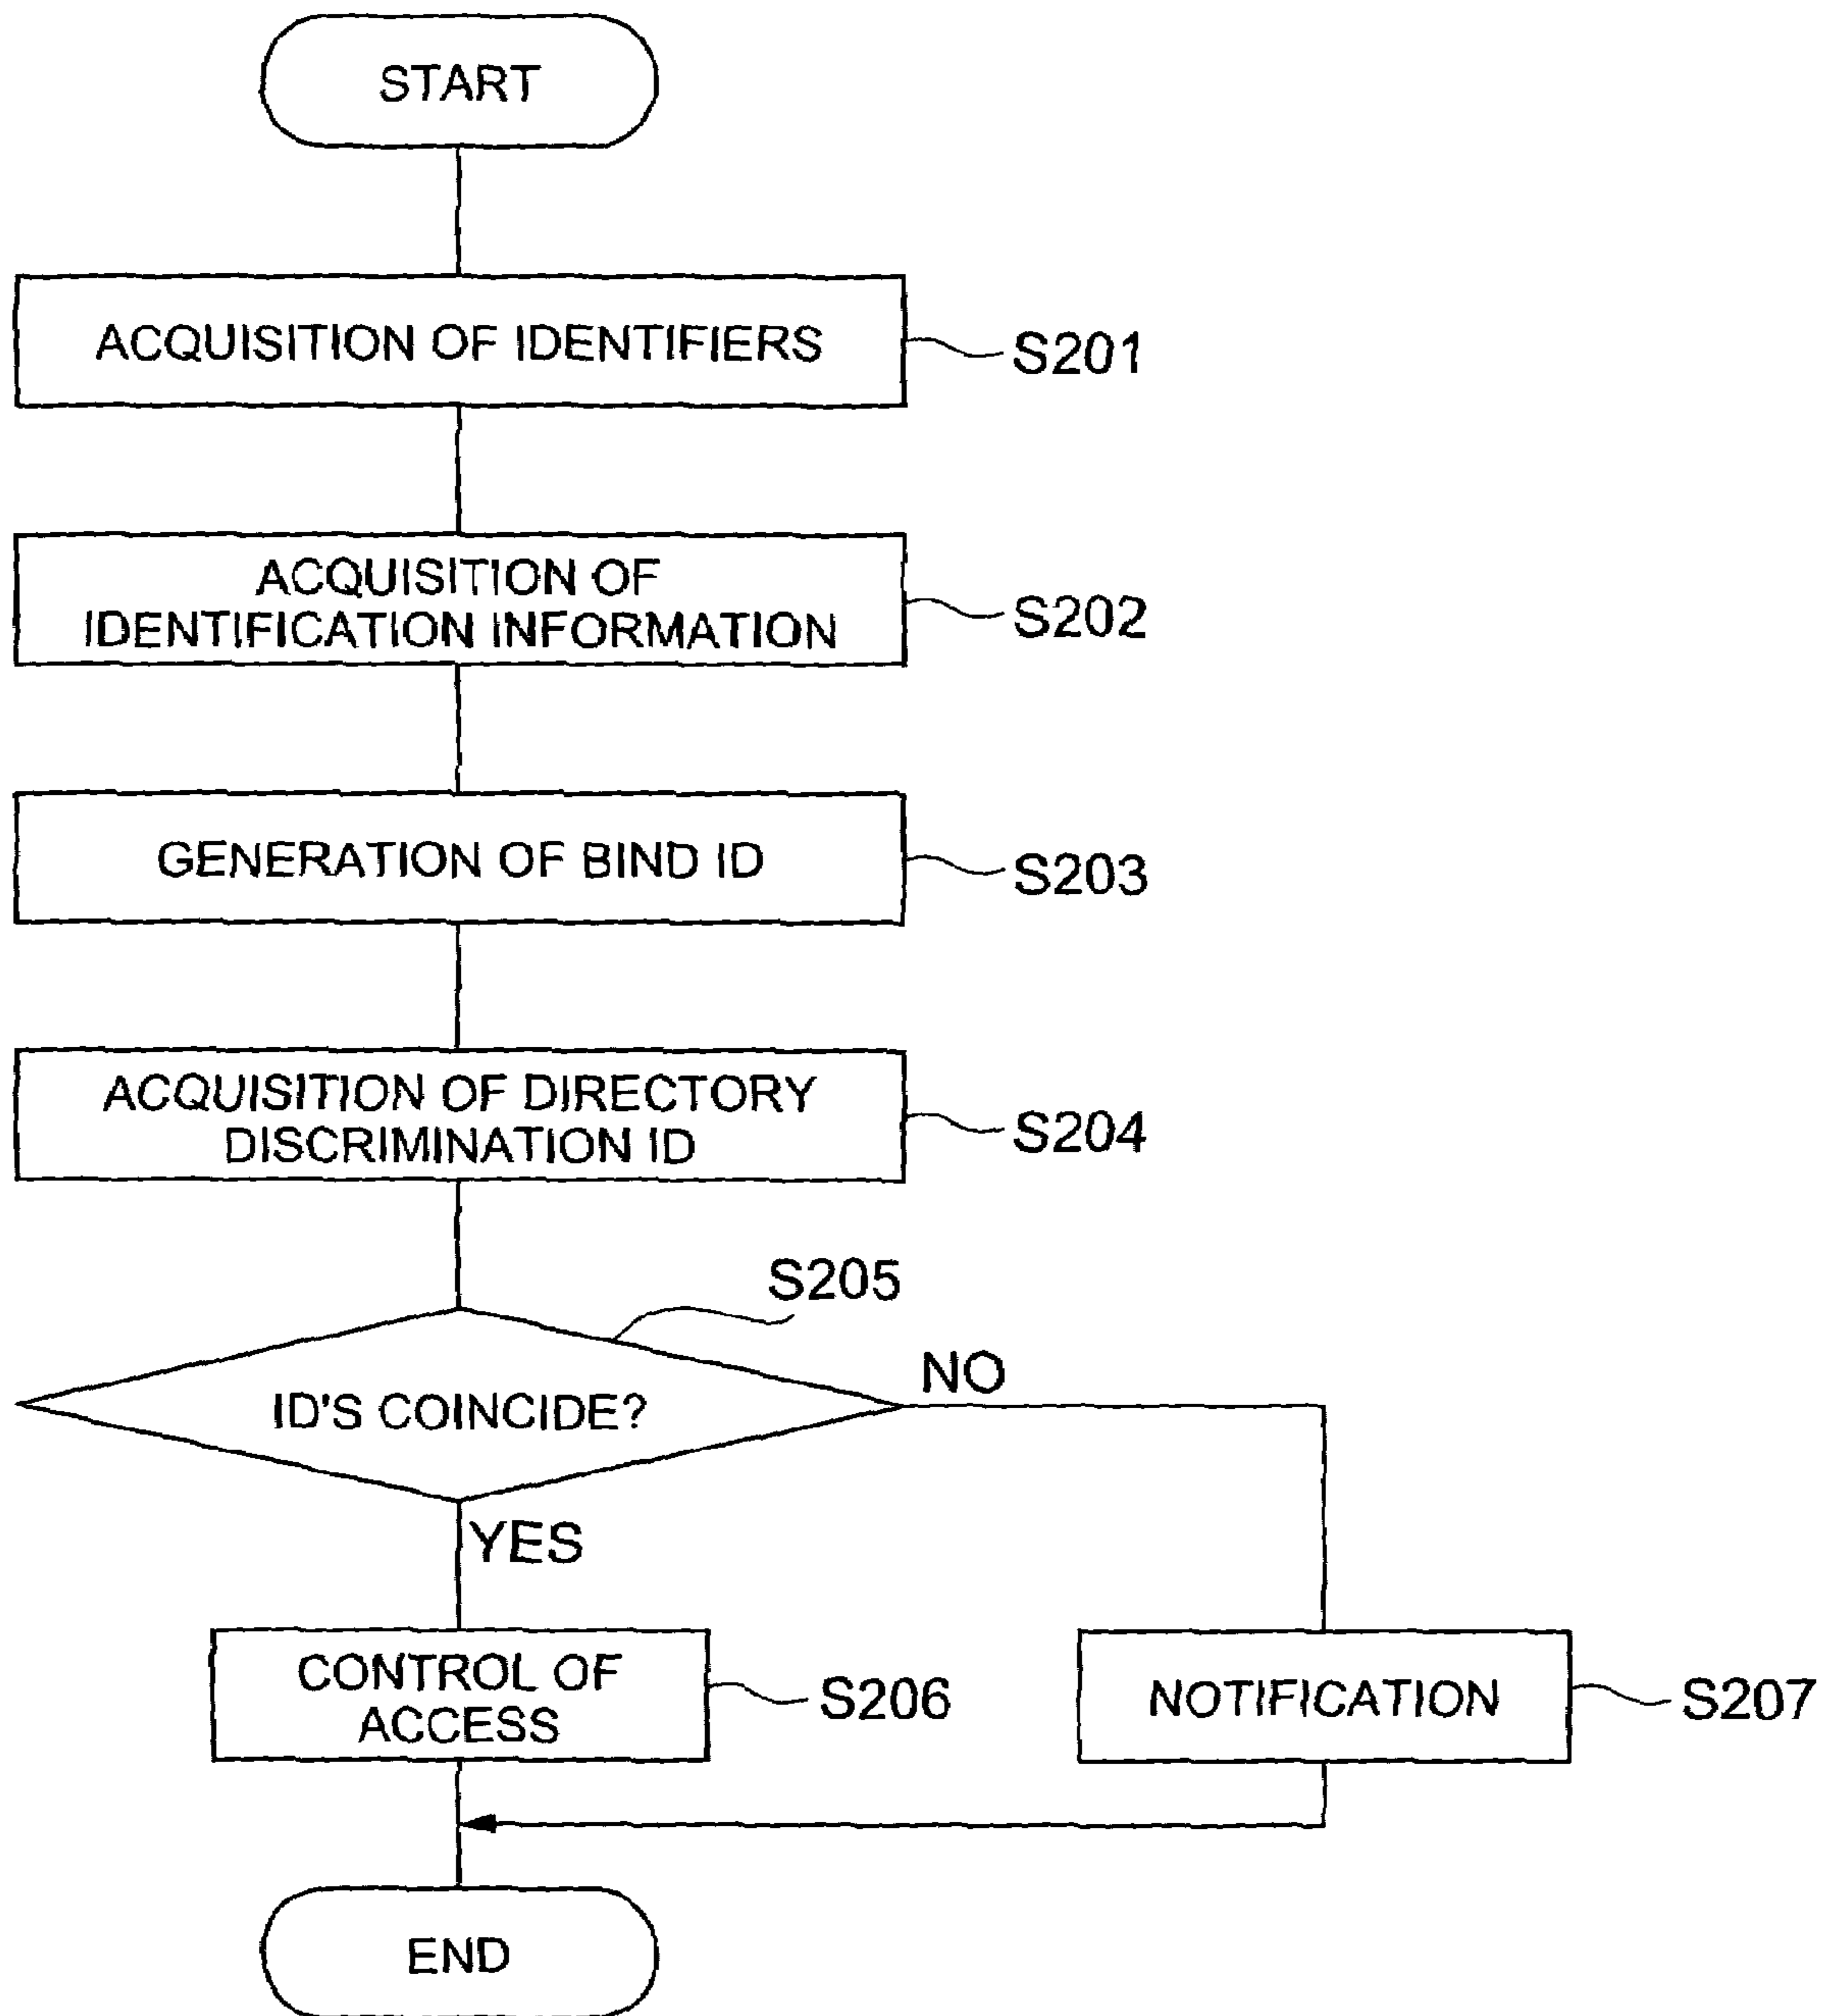 START
ACQUISITION OF IDENTIFIERS
S201
ACQUISITION OF
IDENTIFICATION INFORMATION
S202
GENERATION OF BIND ID
S203
ACQUISITION OF DIRECTORY
DISCRIMINATION ID
S204
S205
ID'S COINCIDE?
NO
YES
CONTROL OF
ACCESS
S206
NOTIFICATION
S207
END